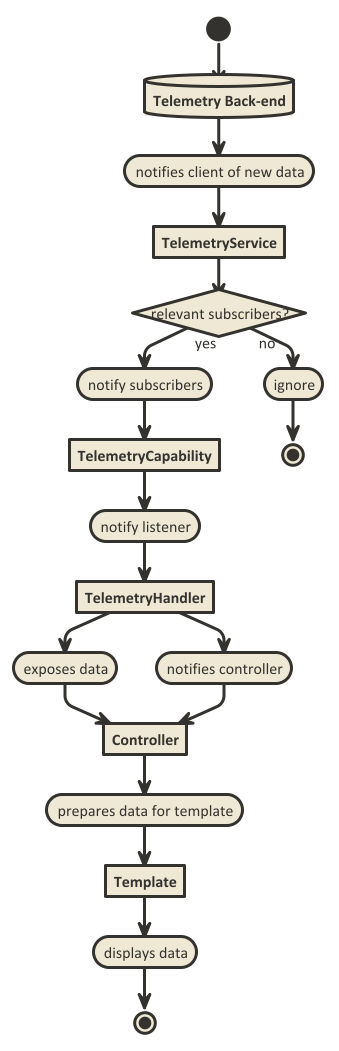 Telemetry Back-end
notifies client of new data
TelemetryService
relevant subscribers?
yes
no
notify subscribers
ignore
TelemetryCapability
notify listener
TelemetryHandler
exposes data
notifies controller
Controller
prepares data for template
Template
displays data